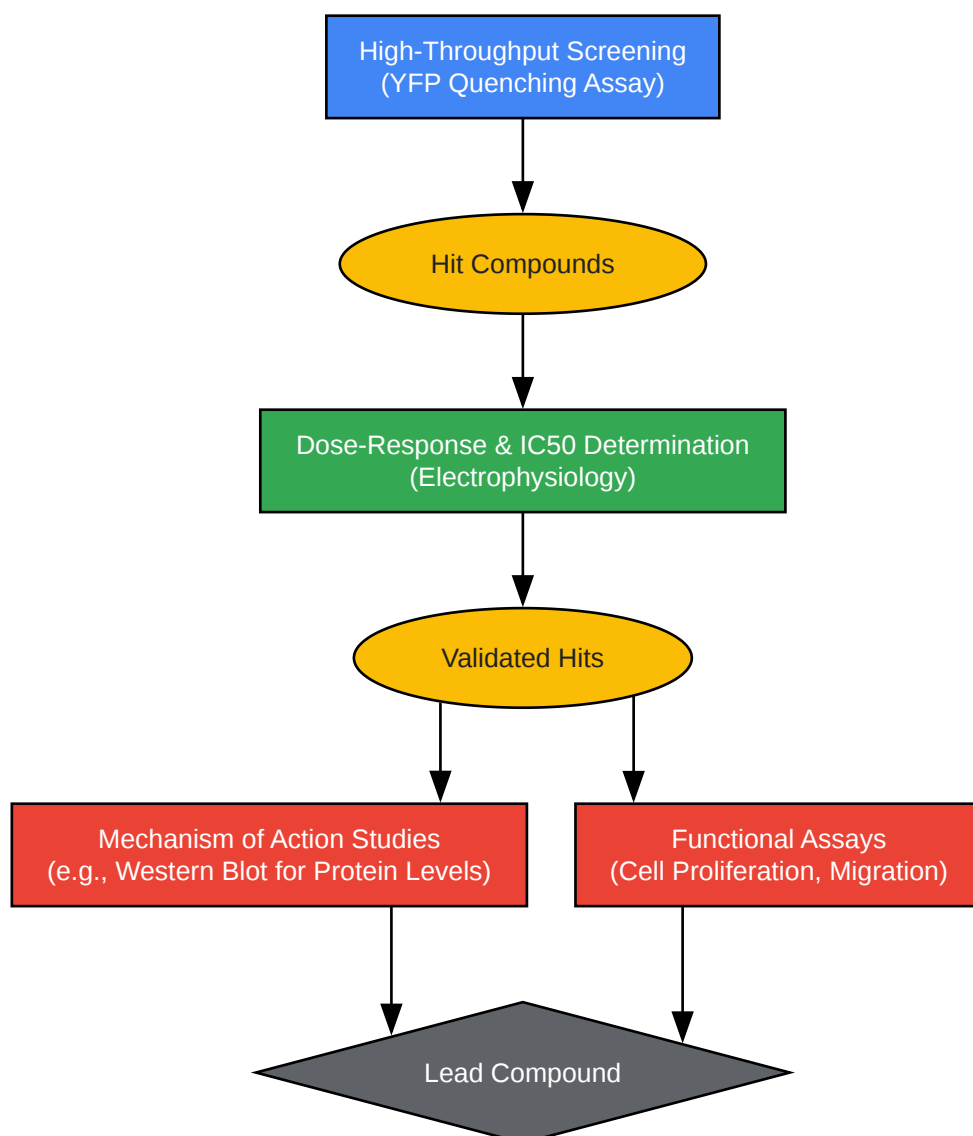 High-Throughput Screening
(YFP Quenching Assay)
Hit Compounds
Dose-Response & IC50 Determination
(Electrophysiology)
Validated Hits
Mechanism of Action Studies
(e.g., Western Blot for Protein Levels)
Functional Assays
(Cell Proliferation, Migration)
Lead Compound